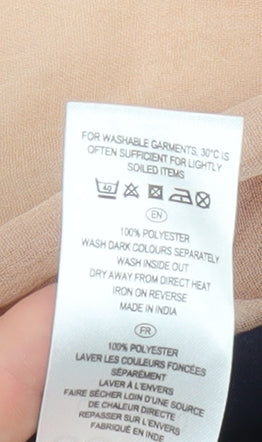 FOR WASHABLE GARMENTS, 30°C IS
OFTEN SUFFICIENT FOR LIGHTLY
SOILED ITEMS
40
EN
100% POLYESTER
WASH DARK COLOURS SEPARATELY
WASH INSIDE OUT
DRY AWAY FROM DIRECT HEAT
IRON ON REVERSE
MADE IN INDIA
FR
100% POLYESTER
LAVER LES COULEURS FONCÉES
SÉPARÉMENT
LAVER À L'ENVERS
FAIRE SÉCHER LOIN D'UNE SOURCE
DE CHALEUR DIRECTE
REPASSER SUR L'ENVERS
FABRIQUÉ EN INDE